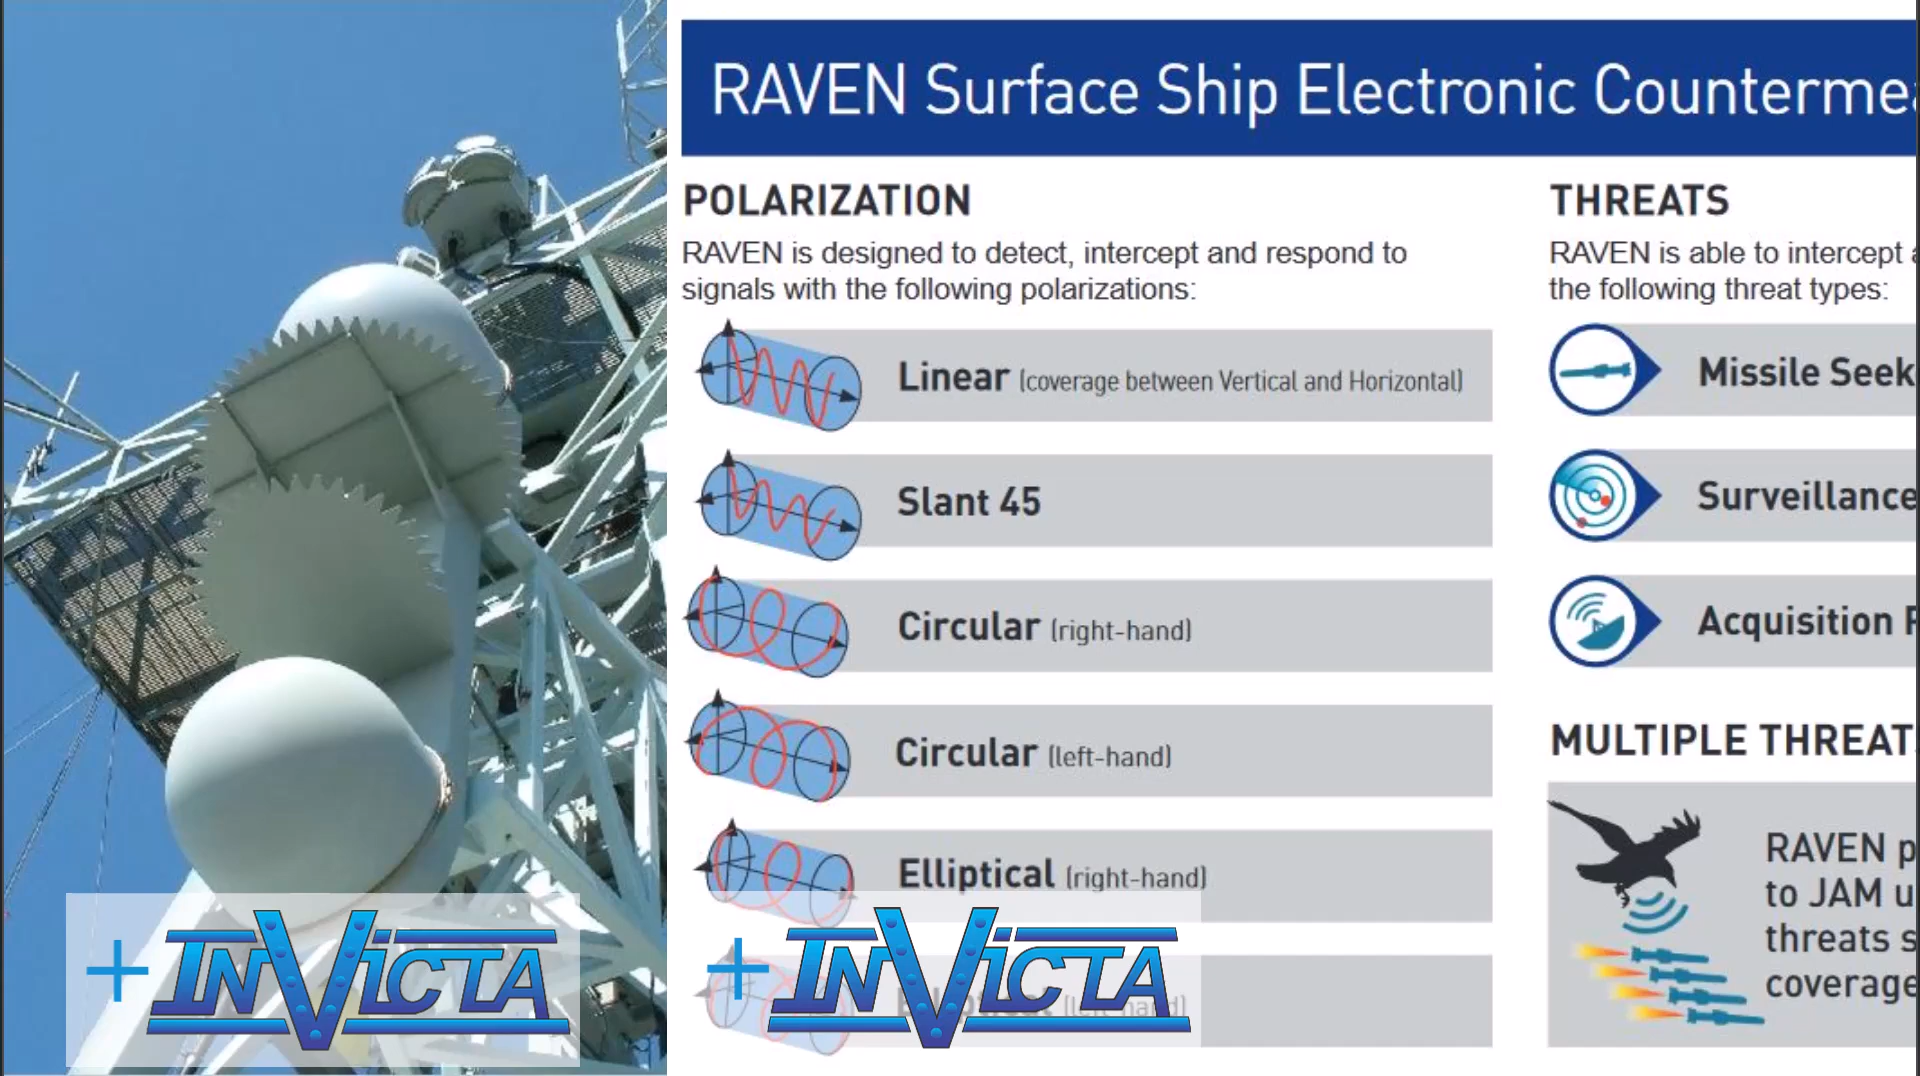 RAVEN Surface Ship Electronic
POLARIZATION
RAVEN is designed to detect, intercept and respond to
signals with the following polarizations:
Linear (coverage between Vertical and Horizontal)
Slant 45
Circular (right-hand)
Circular (left-hand)
Elliptical (right-hand)
THREATS
RAVEN is able to intercept
the following threat types:
Missile
Surveillance
Acquisition
MULTIPLE
RAVEN
to JAM
threats
coverage
+INVICTA
+INVICTA